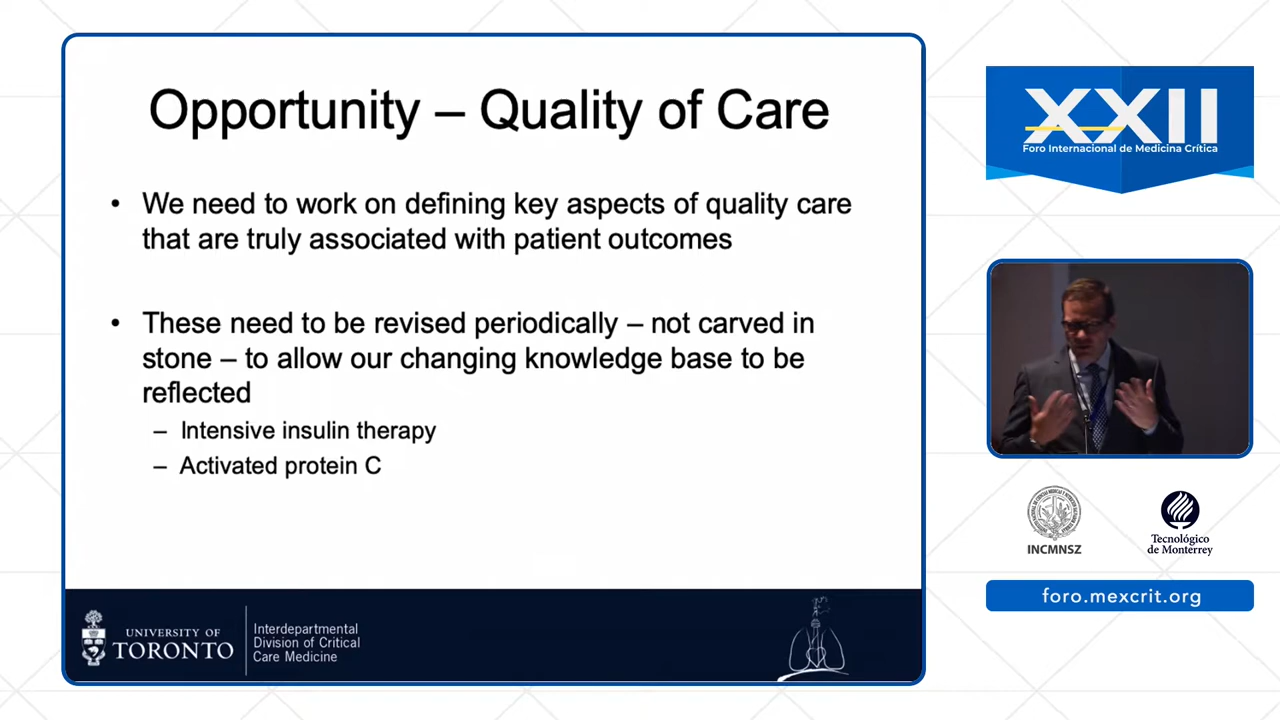 Opportunity – Quality of Care
• We need to work on defining key aspects of quality care
that are truly associated with patient outcomes
• These need to be revised periodically – not carved in
stone – to allow our changing knowledge base to be
reflected
– Intensive insulin therapy
– Activated protein C
UNIVERSITY OF
TORONTO
Interdepartmental
Division of Critical
Care Medicine
XXII
Foro Internacional de Medicina Crítica
INCMNSZ
Tecnológico
de Monterrey
foro.mexcrit.org